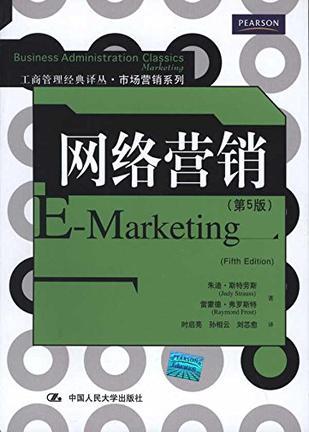 PEARSON
Business Administration Classics
Marketing
工商管理经典译丛·市场营销系列
网络营销
(第5版)
E-Marketing
(Fifth Edition)
朱迪·斯特劳斯
(Judy Strauss)
著
雷蒙德·弗罗斯特
(Raymond Frost)
时启亮 孙相云 刘芯愈 译
中国人民大学出版社